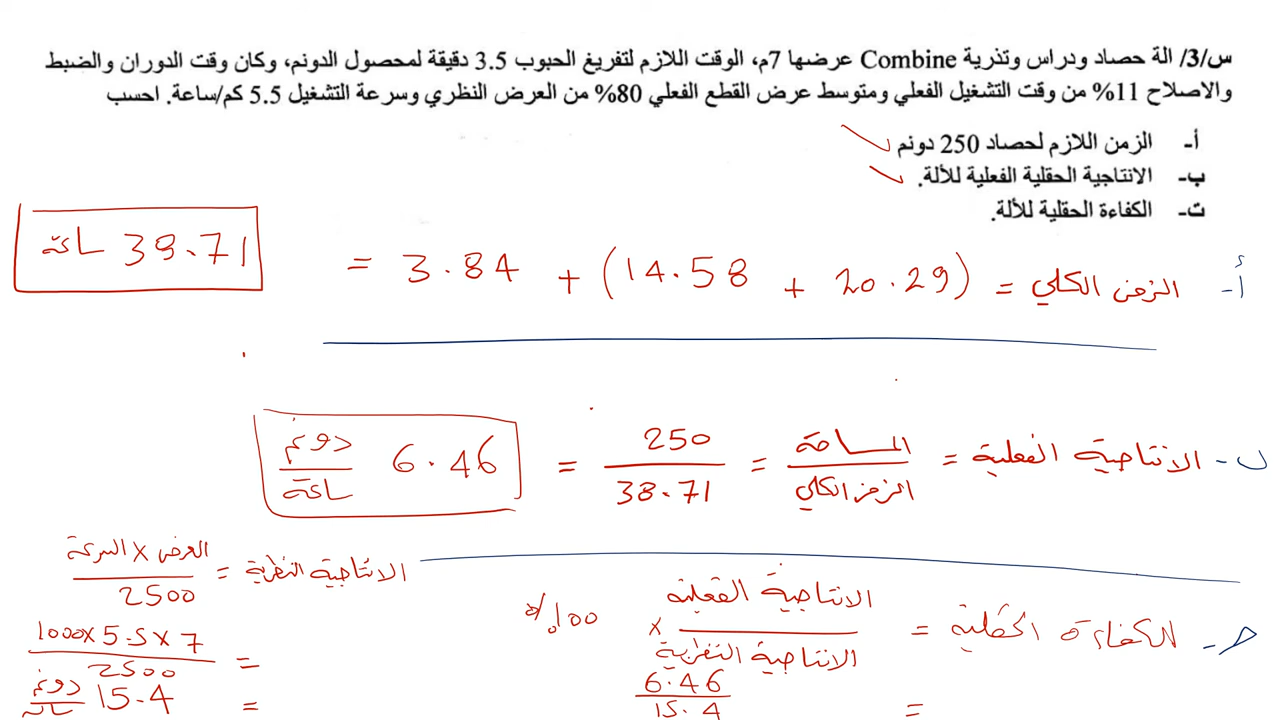 س/3/ الة حصاد ودراس وتذرية Combine عرضها 7م، الوقت اللازم لتفريغ الحبوب 3.5 دقيقة لمحصول الدونم، وكان وقت الدوران والضبط
والاصلاح 11% من وقت التشغيل الفعلي ومتوسط عرض القطع الفعلي 80% من العرض النظري وسرعة التشغيل 5.5 كم/ساعة. احسب
أ- الزمن اللازم لحصاد 250 دونم
ب- الانتاجية الحقلية الفعلية للألة.
ت- الكفاءة الحقلية للألة.
أ- الزمن الكلي = (20.29 + 14.58) + 3.84 = 38.71 ساعة
ب- الانتاجية الفعلية = المساحة / الزمن الكلي = 250 / 38.71 = 6.46 دونم / ساعة
الانتاجية النظرية = العرض × السرعة / 2500
= 7 × 5.5 × 1000 / 2500
= 15.4 دونم / ساعة
حـ- الكفاءة الحقلية = الانتاجية الفعلية / الانتاجية النظرية × 100%
= 6.46 / 15.4